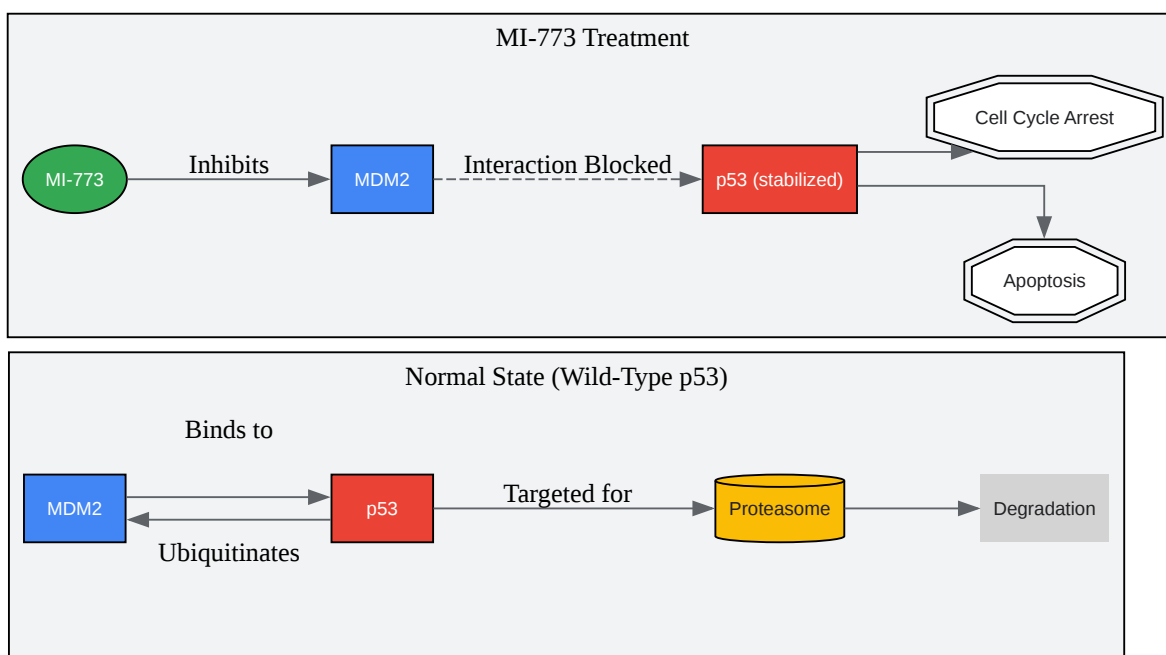 MI-773 Treatment
Cell Cycle Arrest
MI-773
Inhibits
MDM2
Interaction Blocked
p53 (stabilized)
Apoptosis
Normal State (Wild-Type p53)
Binds to
MDM2
p53
Targeted for
Proteasome
Degradation
Ubiquitinates